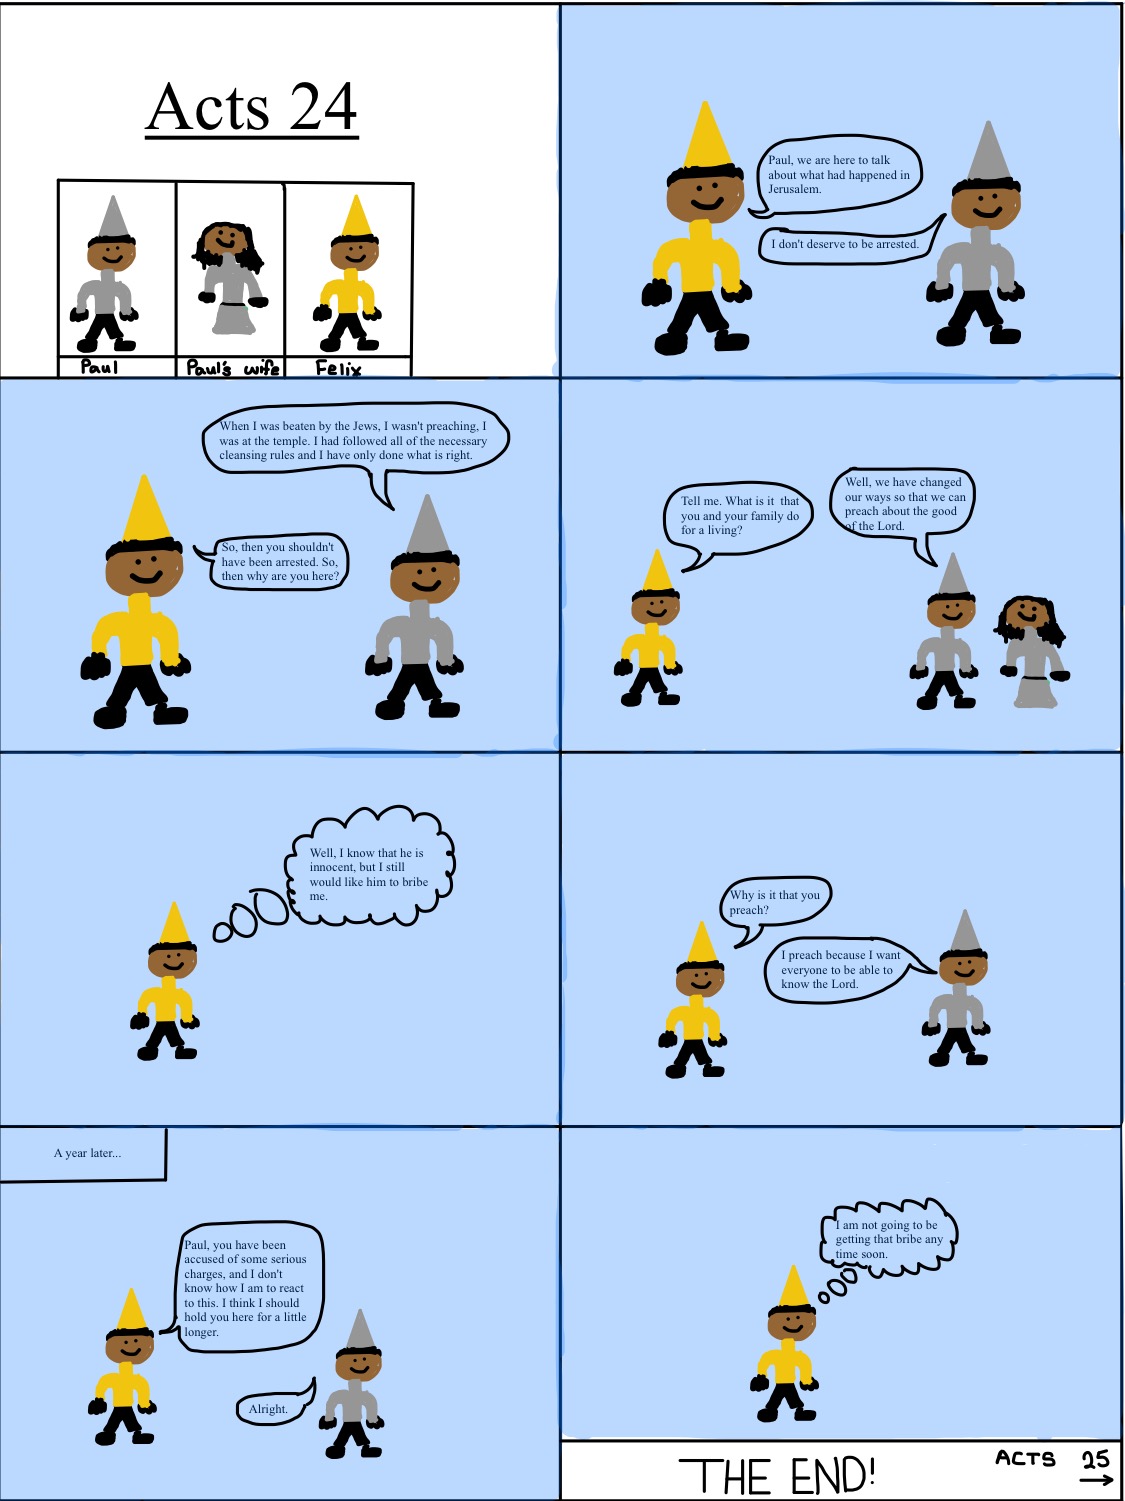 Acts 24
Paul
Paul's wife
Felix
Paul, we are here to talk
about what had happened in
Jerusalem.
I don't deserve to be arrested.
When I was beaten by the Jews, I wasn't preaching, I
was at the temple. I had followed all of the necessary
cleansing rules and I have only done what is right.
So, then you shouldn't
have been arrested. So,
then why are you here?
Tell me. What is it that
you and your family do
for a living?
Well, we have changed
our ways so that we can
preach about the good
of the Lord.
Well, I know that he is
innocent, but I still
would like him to bribe
me.
Why is it that you
preach?
I preach because I want
everyone to be able to
know the Lord.
A year later...
Paul, you have been
accused of some serious
charges, and I don't
know how I am to react
to this. I think I should
hold you here for a little
longer.
Alright.
I am not going to be
getting that bribe any
time soon.
THE END!
ACTS 25